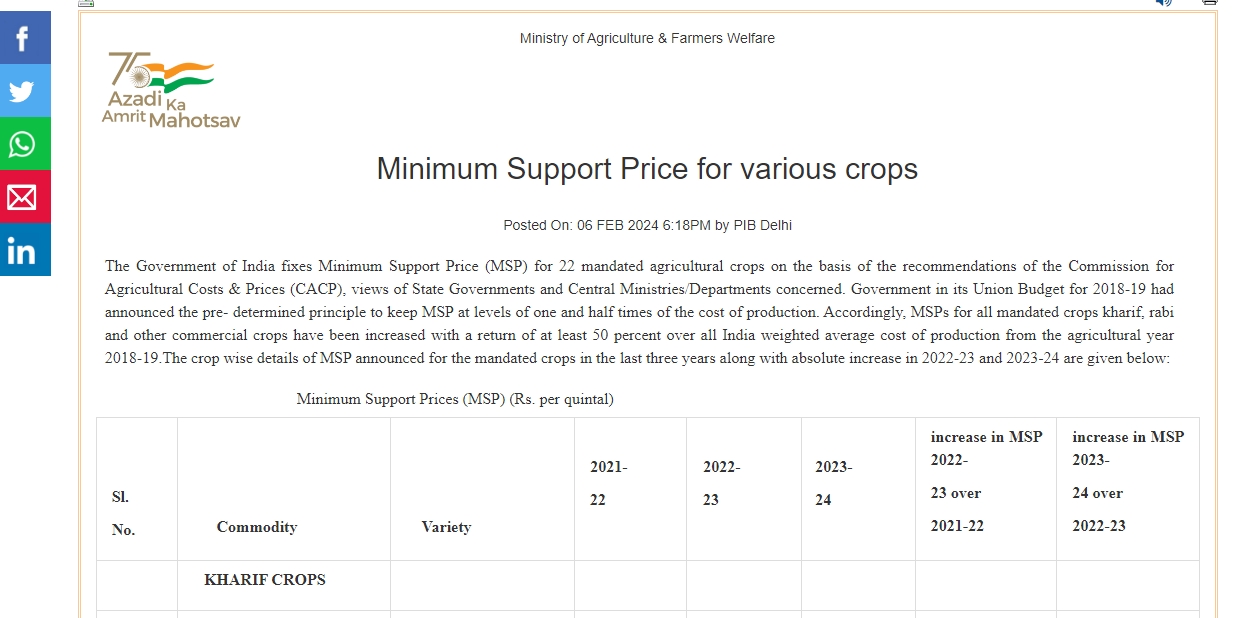 Ministry of Agriculture & Farmers Welfare
75
Azadi Ka
Amrit Mahotsav
Minimum Support Price for various crops
Posted On: 06 FEB 2024 6:18PM by PIB Delhi
The Government of India fixes Minimum Support Price (MSP) for 22 mandated agricultural crops on the basis of the recommendations of the Commission for
Agricultural Costs & Prices (CACP), views of State Governments and Central Ministries/Departments concerned. Government in its Union Budget for 2018-19 had
announced the pre- determined principle to keep MSP at levels of one and half times of the cost of production. Accordingly, MSPs for all mandated crops kharif, rabi
and other commercial crops have been increased with a return of at least 50 percent over all India weighted average cost of production from the agricultural year
2018-19.The crop wise details of MSP announced for the mandated crops in the last three years along with absolute increase in 2022-23 and 2023-24 are given below:
Minimum Support Prices (MSP) (Rs. per quintal)
Sl.
No.
Commodity
Variety
2021-
22
2022-
23
2023-
24
increase in MSP
2022-
23 over
2021-22
increase in MSP
2023-
24 over
2022-23
KHARIF CROPS
f
in